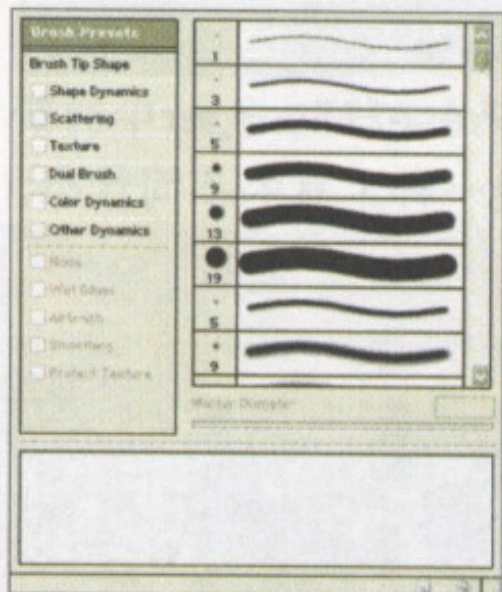 Brush Presets
Brush Tip Shape
Shape Dynamics
Scattering
Texture
Dual Brush
Color Dynamics
Other Dynamics
Noise
Wet Edges
Airbrush
Smoothing
Protect Texture
1
3
5
9
13
19
5
9
Master Diameter